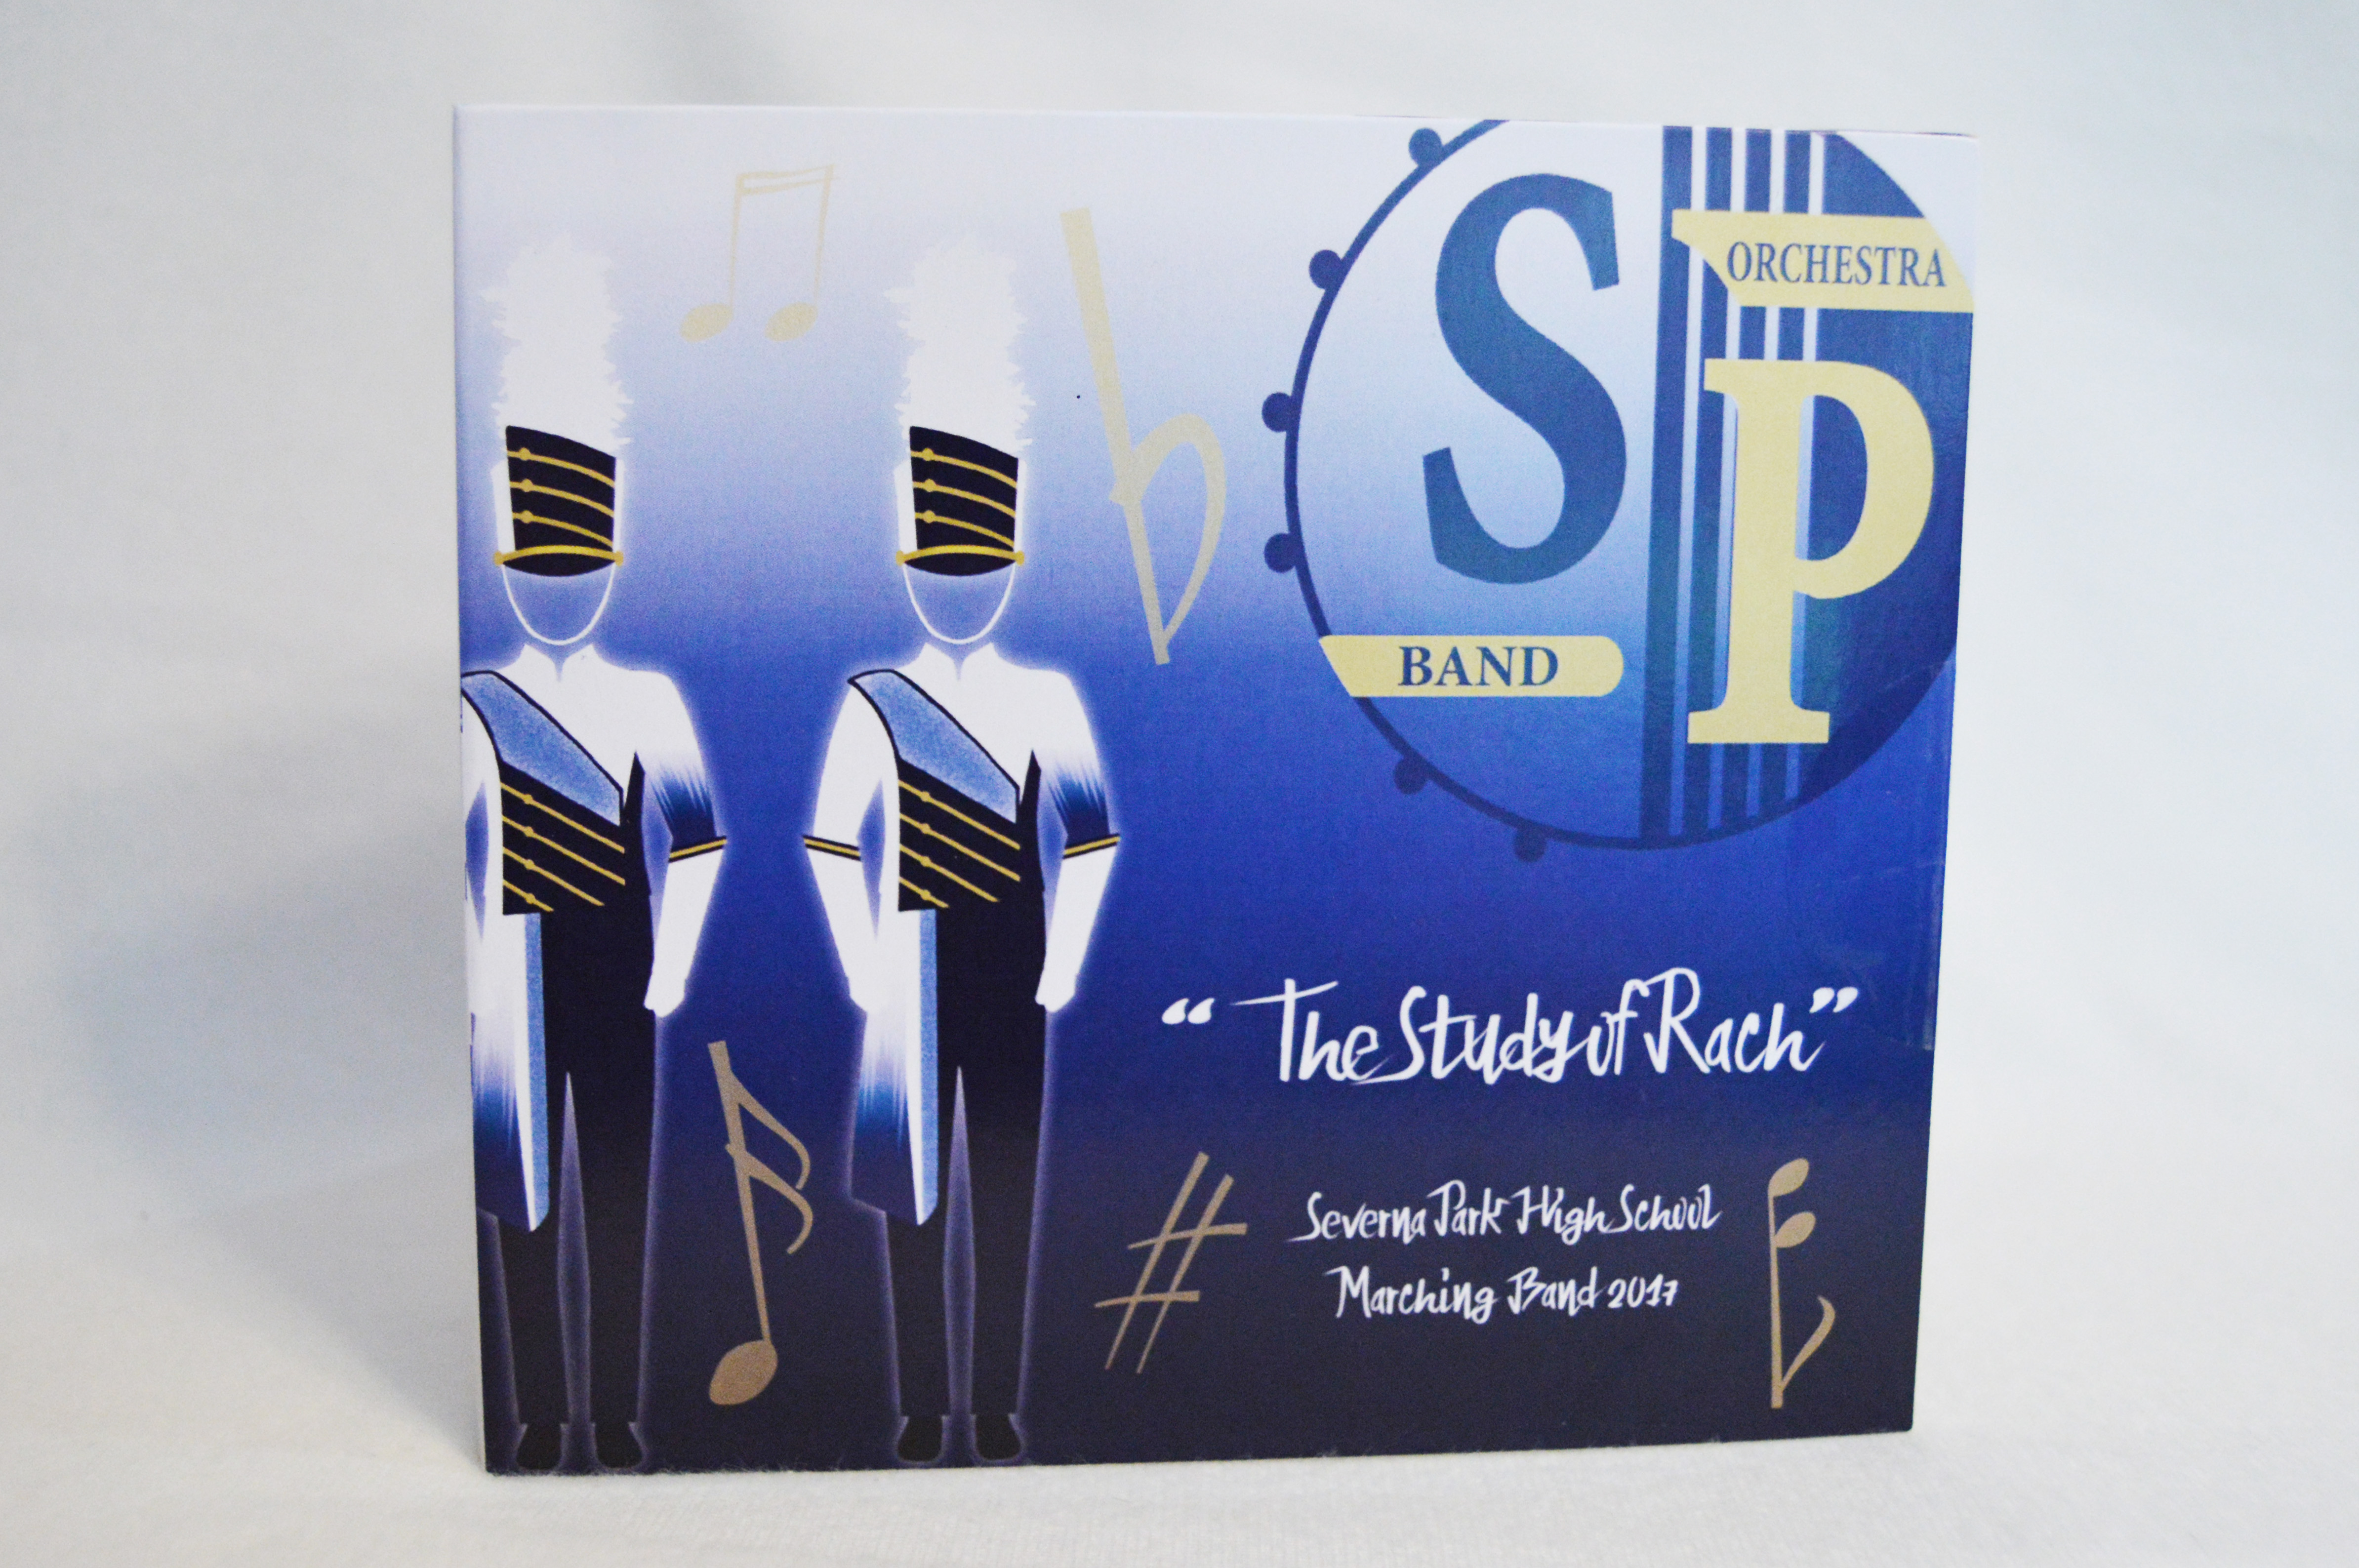 S
ORCHESTRA
P
BAND
“The Study of Rach”
Severna Park High School
Marching Band 2017